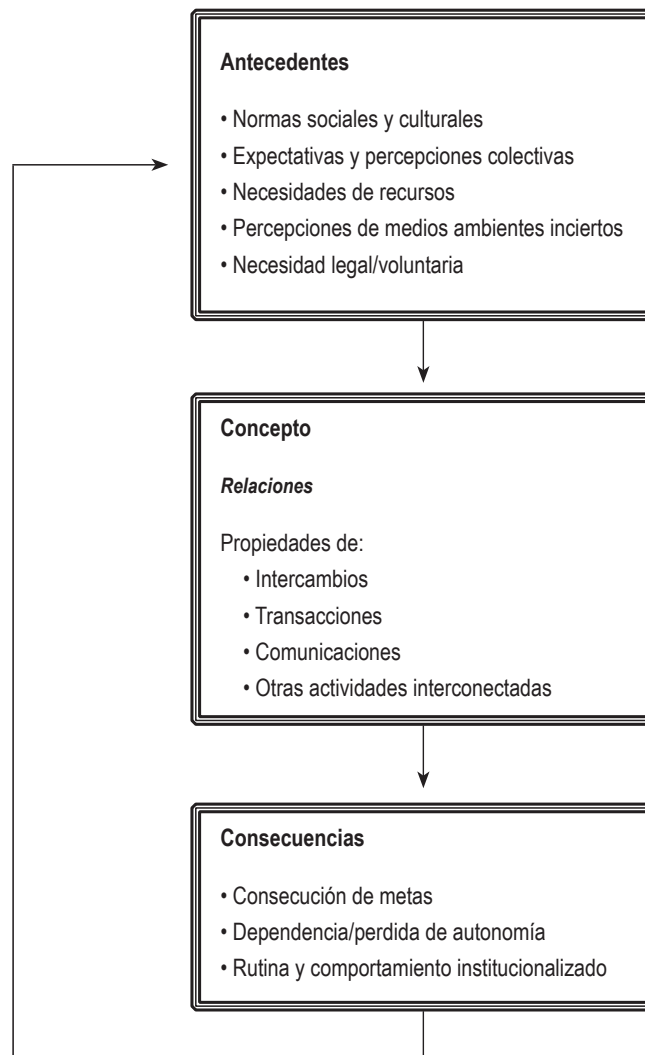 Antecedentes
• Normas sociales y culturales
• Expectativas y percepciones colectivas
• Necesidades de recursos
• Percepciones de medios ambientes inciertos
• Necesidad legal/voluntaria
Concepto
Relaciones
Propiedades de:
• Intercambios
• Transacciones
• Comunicaciones
• Otras actividades interconectadas
Consecuencias
• Consecución de metas
• Dependencia/perdida de autonomía
• Rutina y comportamiento institucionalizado